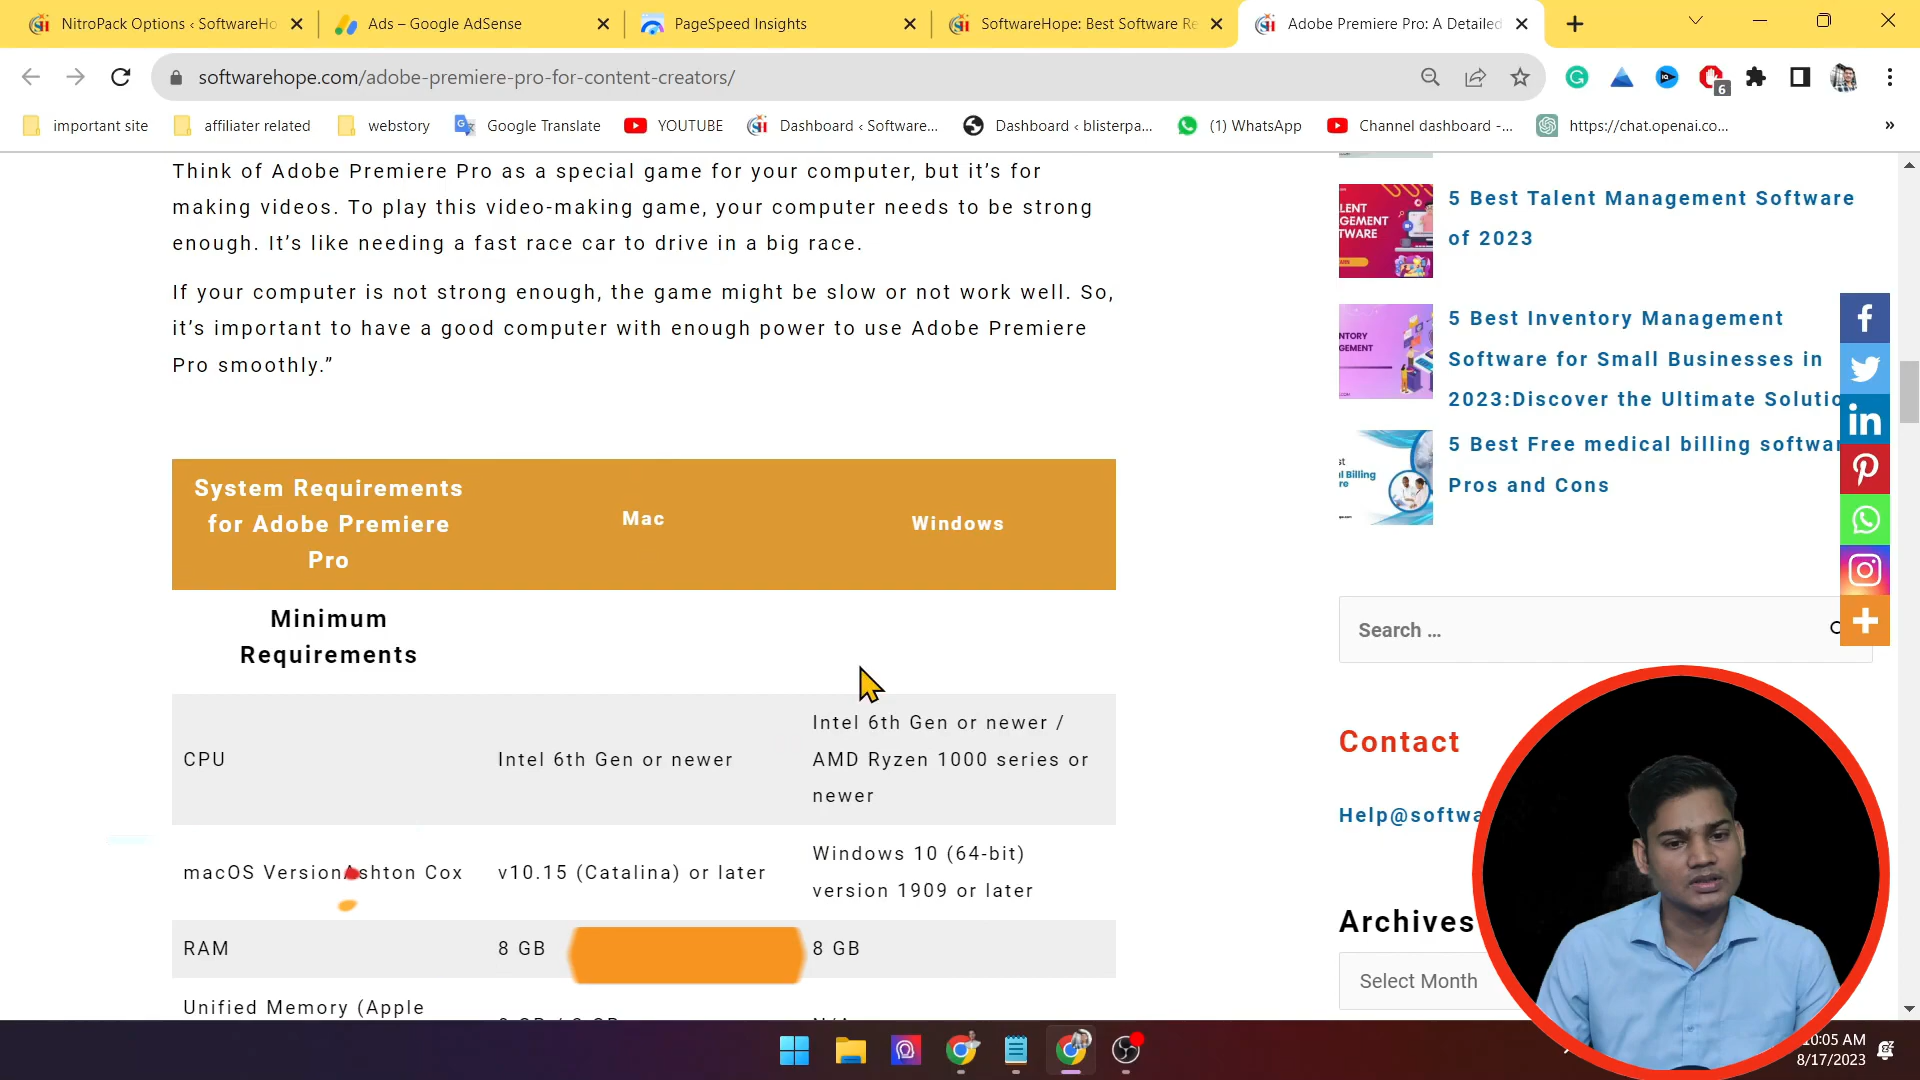 NitroPack Options ‹ SoftwareHo
Ads – Google AdSense
PageSpeed Insights
SoftwareHope: Best Software Re
Adobe Premiere Pro: A Detailed
softwarehope.com/adobe-premiere-pro-for-content-creators/
6
important site
affiliater related
webstory
Google Translate
YOUTUBE
Dashboard ‹ Software...
Dashboard ‹ blisterpa...
(1) WhatsApp
Channel dashboard -...
https://chat.openai.co...
»
Think of Adobe Premiere Pro as a special game for your computer, but it’s for
making videos. To play this video-making game, your computer needs to be strong
enough. It’s like needing a fast race car to drive in a big race.
If your computer is not strong enough, the game might be slow or not work well. So,
it’s important to have a good computer with enough power to use Adobe Premiere
Pro smoothly.”
System Requirements
for Adobe Premiere
Pro
Mac
Windows
Minimum
Requirements
CPU
Intel 6th Gen or newer
Intel 6th Gen or newer /
AMD Ryzen 1000 series or
newer
macOS VersionAshton Cox
v10.15 (Catalina) or later
Windows 10 (64-bit)
version 1909 or later
RAM
8 GB
8 GB
Unified Memory (Apple
5 Best Talent Management Software
of 2023
5 Best Inventory Management
Software for Small Businesses in
2023:Discover the Ultimate Solutio
5 Best Free medical billing softwar
Pros and Cons
Search ...
Contact
Help@softwa
Archives
Select Month
10:05 AM
8/17/2023